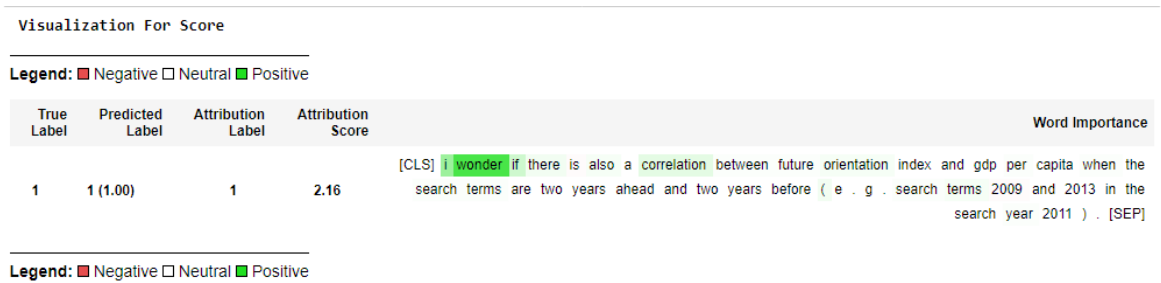 Visualization For Score
Legend: Negative Neutral Positive
True Label Predicted Label Attribution Label Attribution Score Word Importance
[CLS] i wonder if there is also a correlation between future orientation index and gdp per capita when the
1 1 (1.00) 1 2.16 search terms are two years ahead and two years before ( e . g . search terms 2009 and 2013 in the
search year 2011 ) . [SEP]
Legend: Negative Neutral Positive